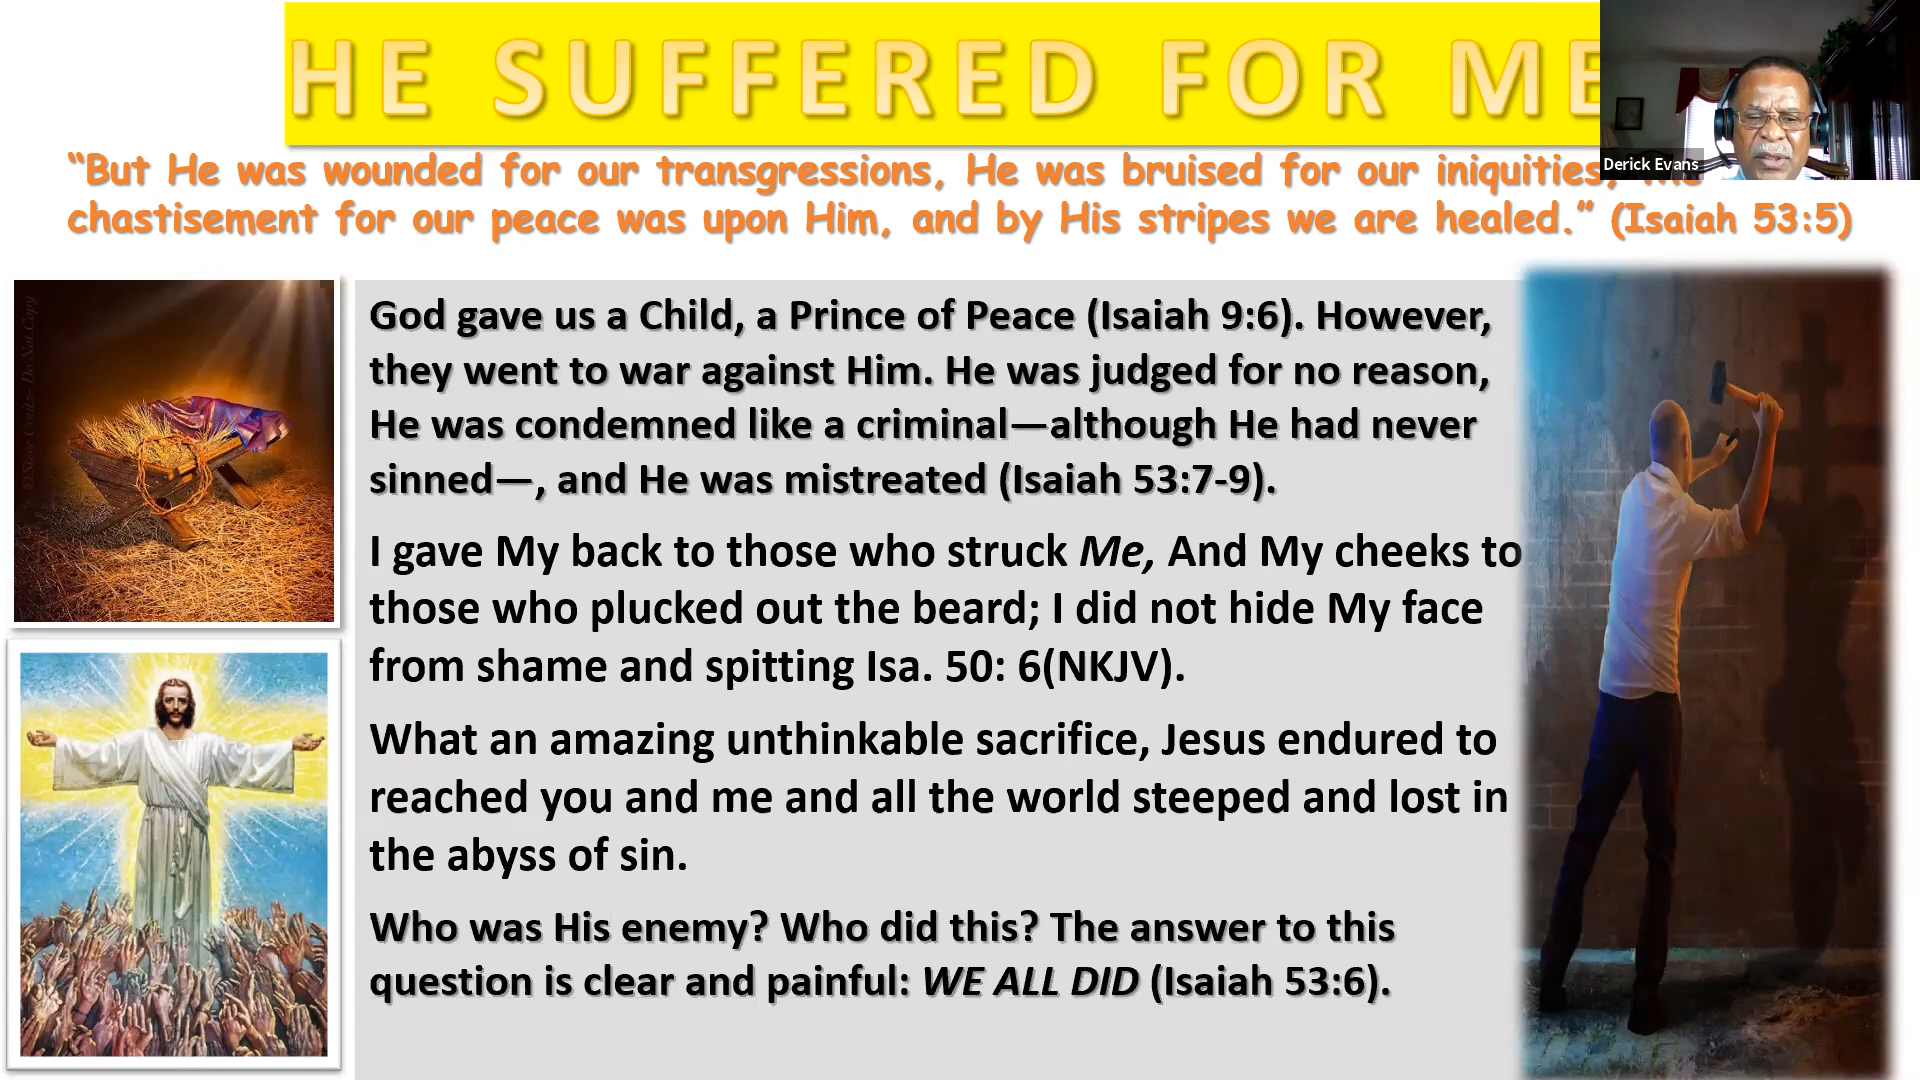 HE SUFFERED FOR ME
Derick Evans
“But He was wounded for our transgressions, He was bruised for our iniquities;
chastisement for our peace was upon Him, and by His stripes we are healed.” (Isaiah 53:5)
God gave us a Child, a Prince of Peace (Isaiah 9:6). However,
they went to war against Him. He was judged for no reason,
He was condemned like a criminal—although He had never
sinned—, and He was mistreated (Isaiah 53:7-9).
I gave My back to those who struck Me, And My cheeks to
those who plucked out the beard; I did not hide My face
from shame and spitting Isa. 50: 6(NKJV).
What an amazing unthinkable sacrifice, Jesus endured to
reached you and me and all the world steeped and lost in
the abyss of sin.
Who was His enemy? Who did this? The answer to this
question is clear and painful: WE ALL DID (Isaiah 53:6).